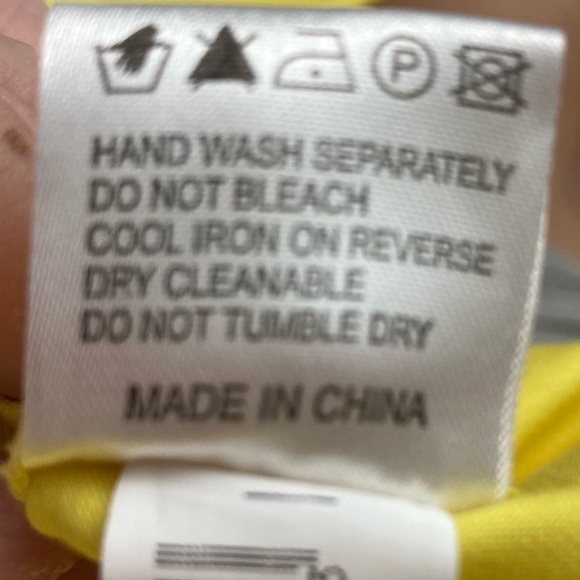 P
HAND WASH SEPARATELY
DO NOT BLEACH
COOL IRON ON REVERSE
DRY CLEANABLE
DO NOT TUMBLE DRY
MADE IN CHINA